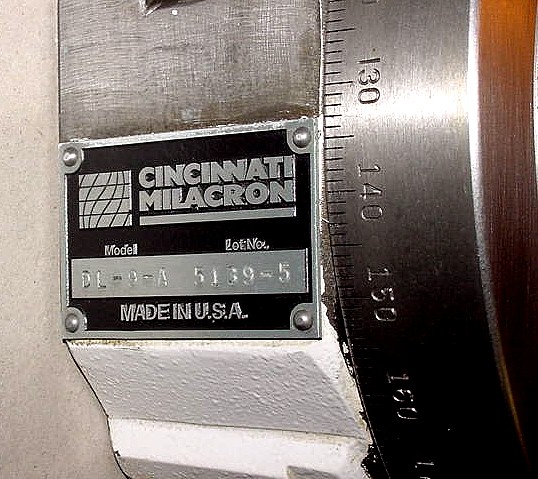 CINCINNATI
MILACRON
Model Lot No.
DL-9-A 5139-5
MADE IN U.S.A.
130
140
150
160